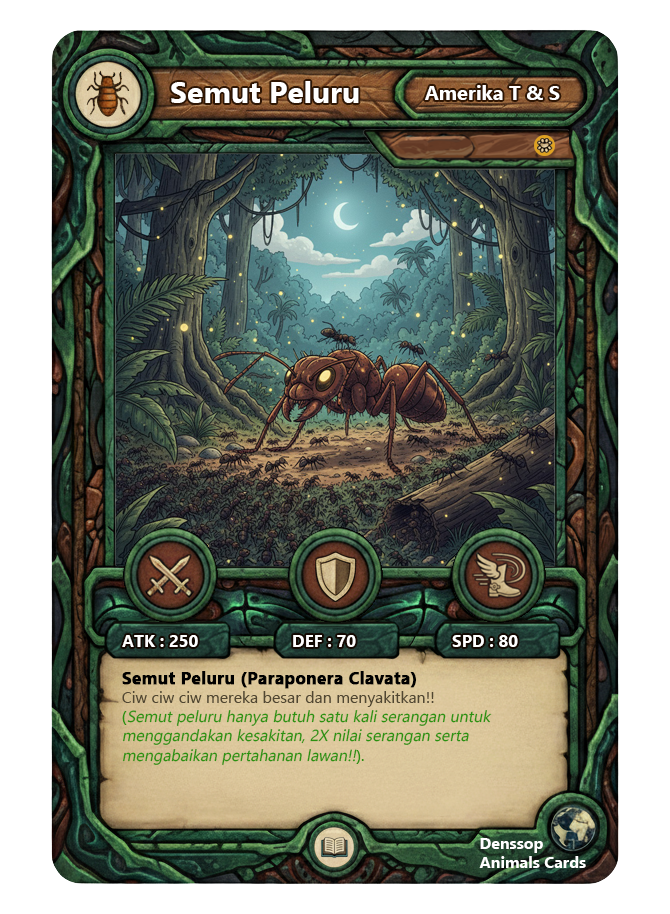 Semut Peluru
Amerika T & S
ATK : 250
DEF : 70
SPD : 80
Semut Peluru (Paraponera Clavata)
Ciw ciw ciw mereka besar dan menyakitkan!!
(Semut peluru hanya butuh satu kali serangan untuk
menggandakan kesakitan, 2X nilai serangan serta
mengabaikan pertahanan lawan!!).
Denssop
Animals Cards